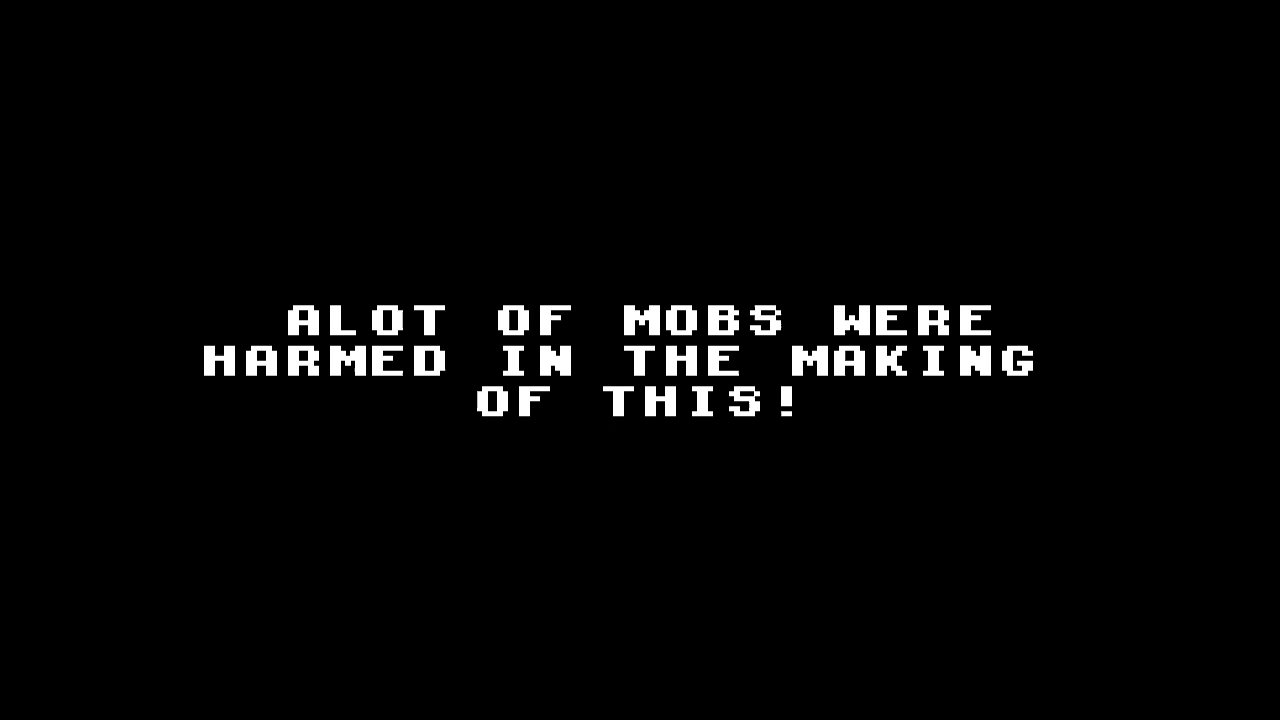 ALOT OF MOBS WERE
HARMED IN THE MAKING
OF THIS!